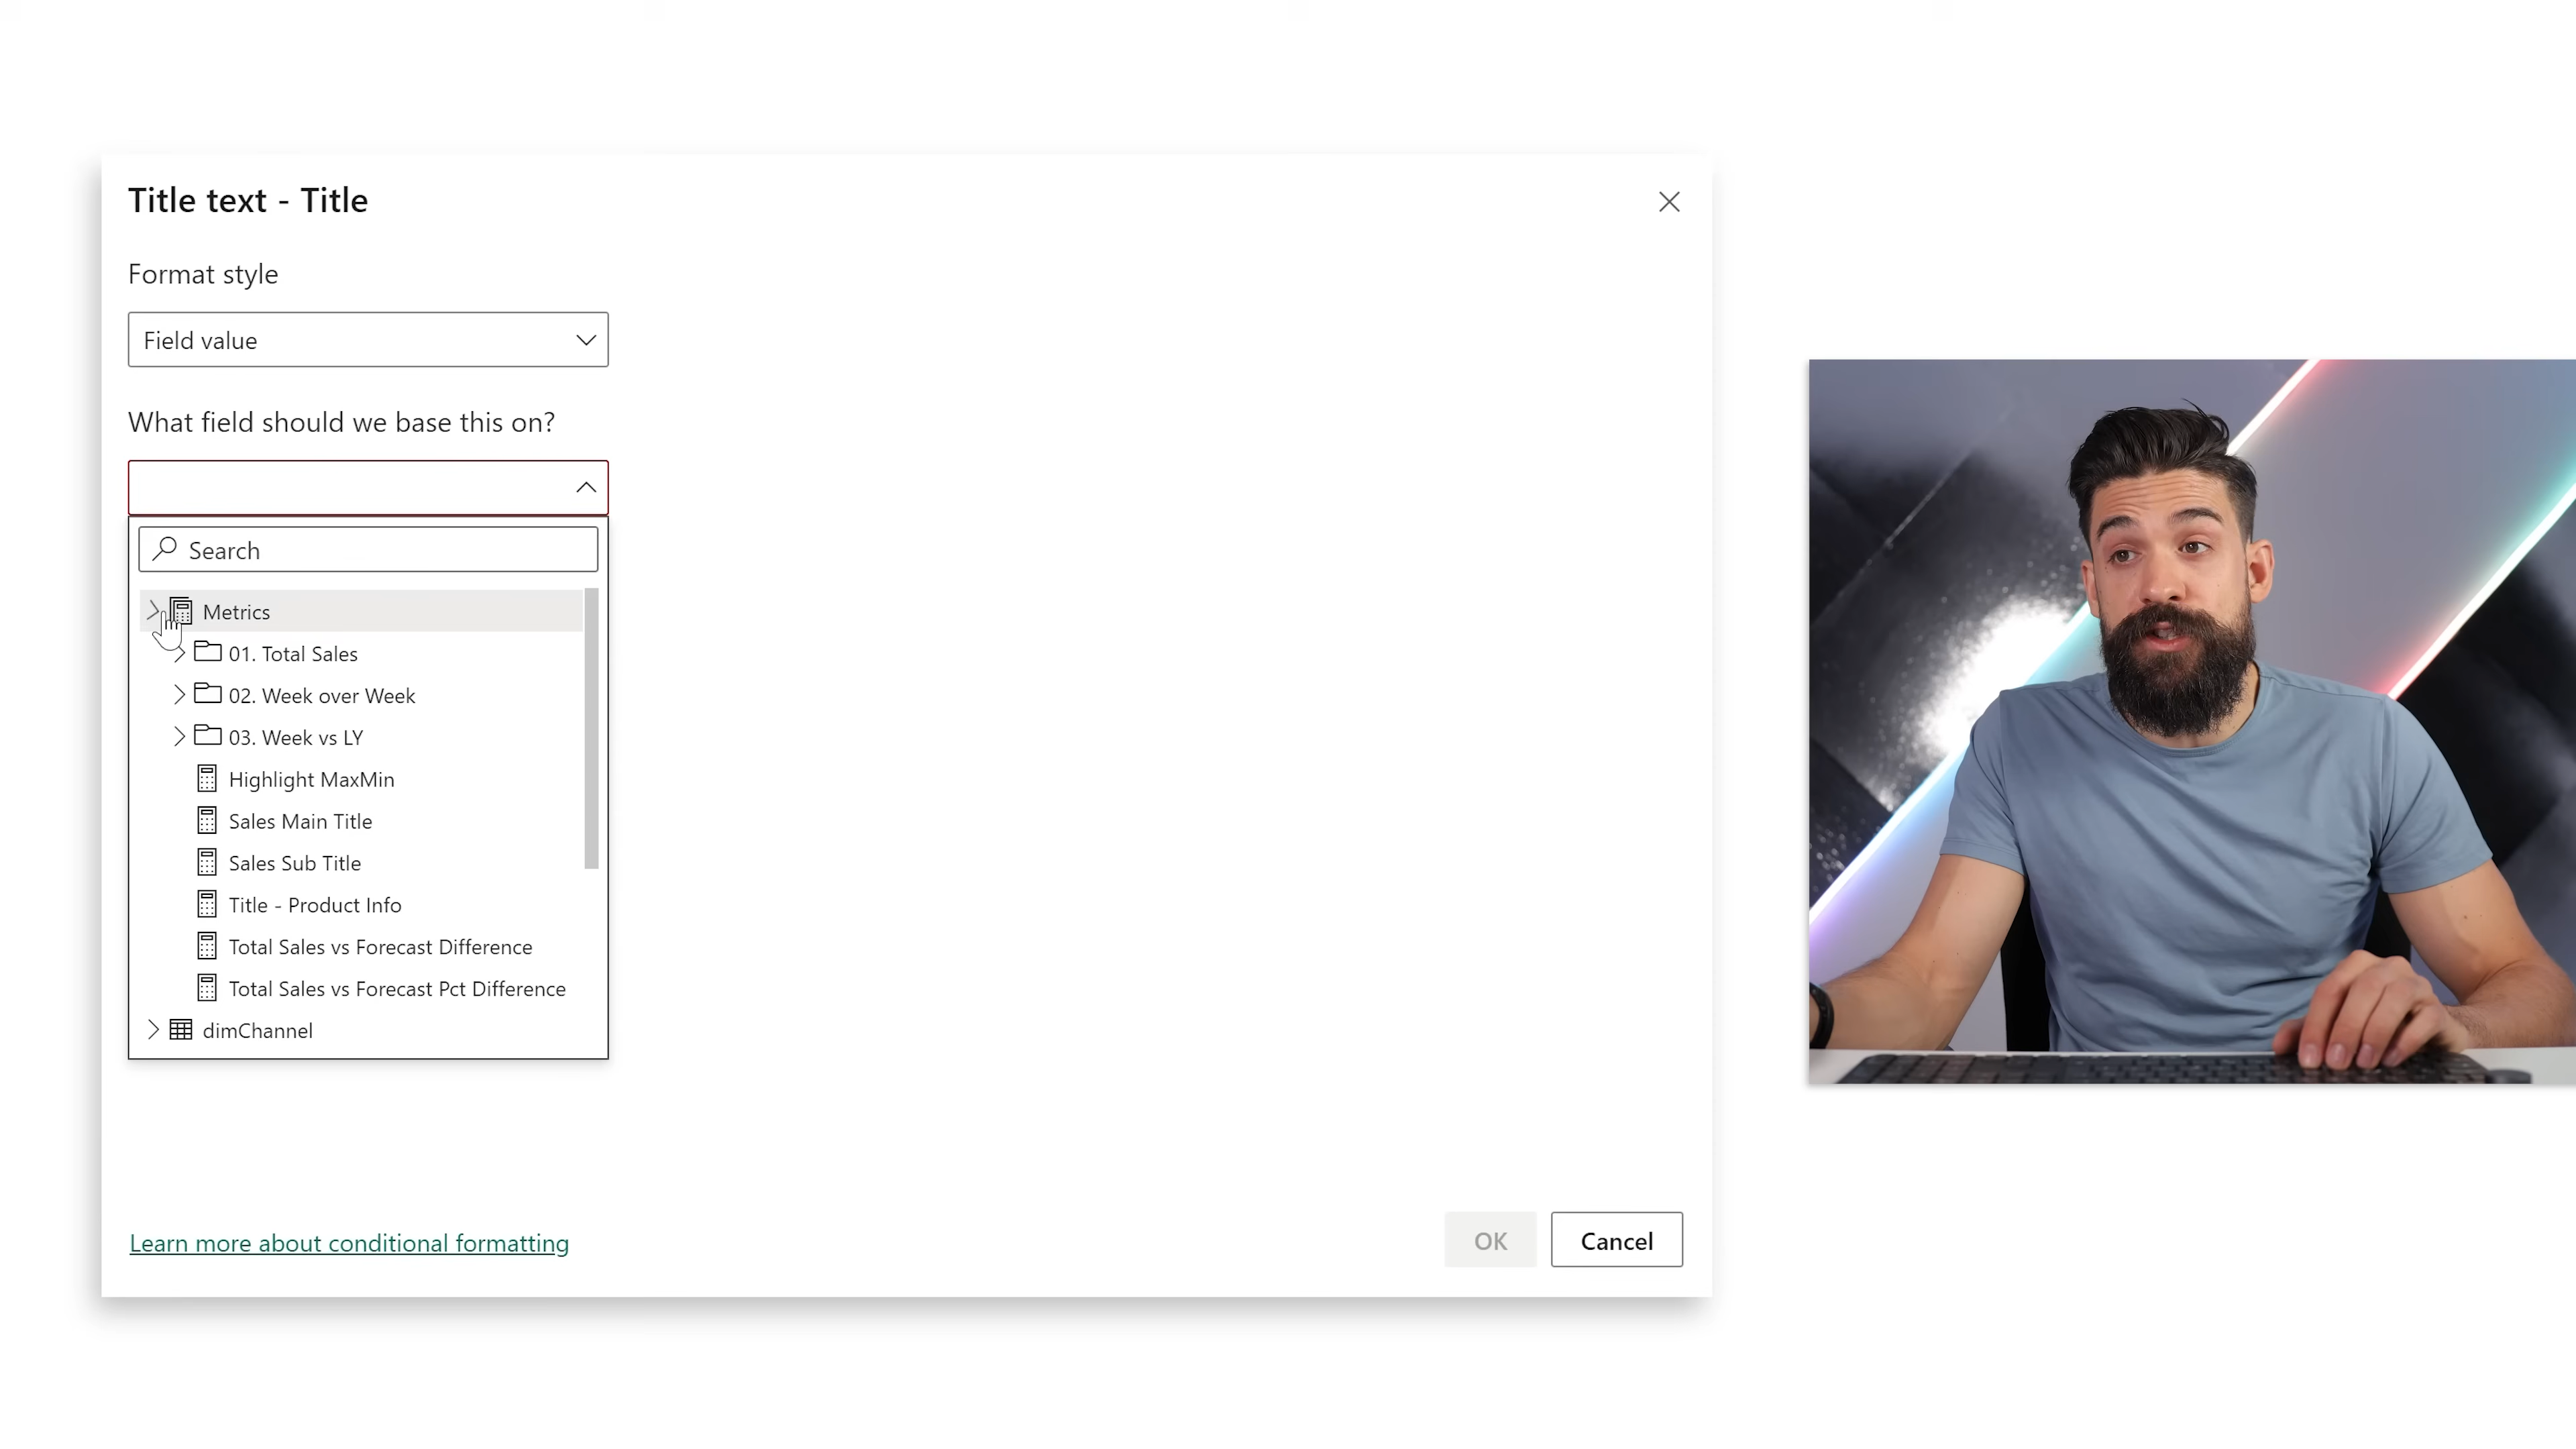 Title text - Title
Format style
Field value
What field should we base this on?
Search
Metrics
01. Total Sales
02. Week over Week
03. Week vs LY
Highlight MaxMin
Sales Main Title
Sales Sub Title
Title - Product Info
Total Sales vs Forecast Difference
Total Sales vs Forecast Pct Difference
dimChannel
Learn more about conditional formatting
OK
Cancel